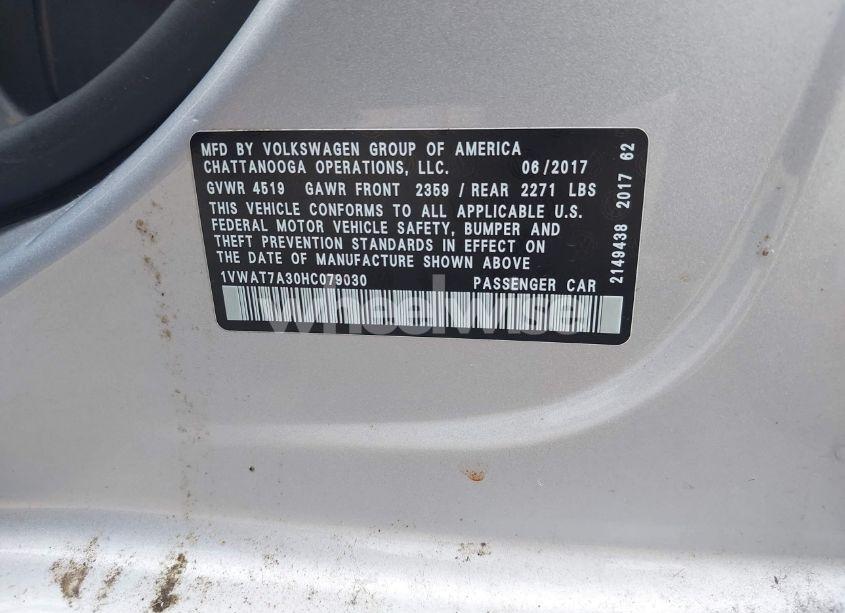 MFD BY VOLKSWAGEN GROUP OF AMERICA
CHATTANOOGA OPERATIONS, LLC. 06/2017
GVWR 4519 GAWR FRONT 2359 / REAR 2271 LBS
THIS VEHICLE CONFORMS TO ALL APPLICABLE U.S.
FEDERAL MOTOR VEHICLE SAFETY, BUMPER AND
THEFT PREVENTION STANDARDS IN EFFECT ON
THE DATE OF MANUFACTURE SHOWN ABOVE
1VWAT7A30HC079030 PASSENGER CAR
2149438 2017 62
wheelwise